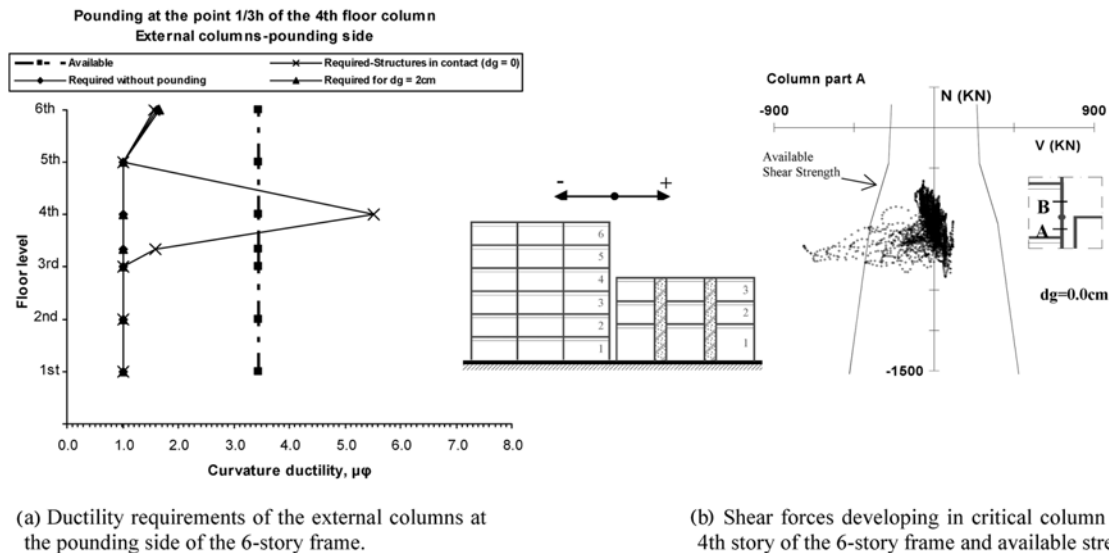 Pounding at the point 1/3h of the 4th floor column
External columns-pounding side
Available
Required-Structures in contact (dg = 0)
Required without pounding
Required for dg = 2cm
6th
5th
4th
3rd
2nd
1st
Floor level
0.0 1.0 2.0 3.0 4.0 5.0 6.0 7.0 8.0
Curvature ductility, μφ
- +
6
5
4
3
2
1
3
2
1
Column part A
N (KN)
-900
900
V (KN)
Available
Shear Strength
B
A
dg=0.0cm
-1500
(a) Ductility requirements of the external columns at
the pounding side of the 6-story frame.
(b) Shear forces developing in critical column
4th story of the 6-story frame and available stre